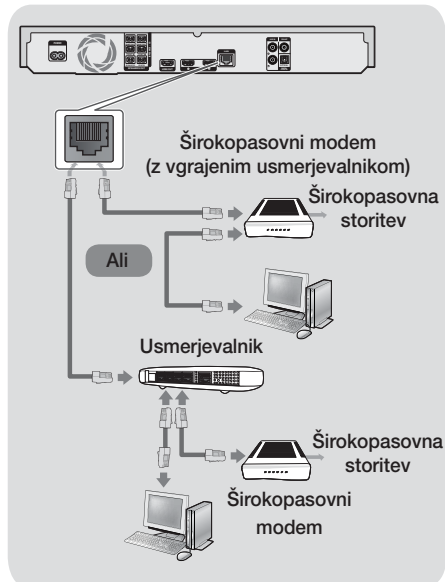 Širokopasovni modem
(z vgrajenim usmerjevalnikom)
Širokopasovna
storitev
Ali
Usmerjevalnik
Širokopasovna
storitev
Širokopasovni
modem